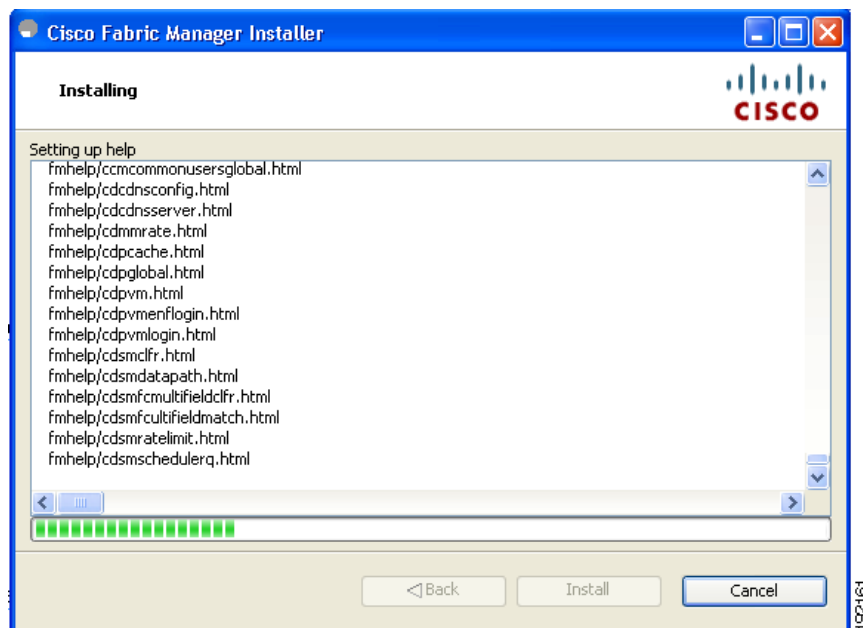 Cisco Fabric Manager Installer
Installing
CISCO
Setting up help
fmhelp/ccmcommonusersglobal.html
fmhelp/cdcdnsconfig.html
fmhelp/cdcdnsserver.html
fmhelp/cdmmrate.html
fmhelp/cdpcache.html
fmhelp/cdpglobal.html
fmhelp/cdpvm.html
fmhelp/cdpvmenflogin.html
fmhelp/cdpvmlogin.html
fmhelp/cdsmclfr.html
fmhelp/cdsmdatapath.html
fmhelp/cdsmfcmultifieldclfr.html
fmhelp/cdsmfcultifieldmatch.html
fmhelp/cdsmratelimit.html
fmhelp/cdsmschedulerq.html
Back
Install
Cancel
192161